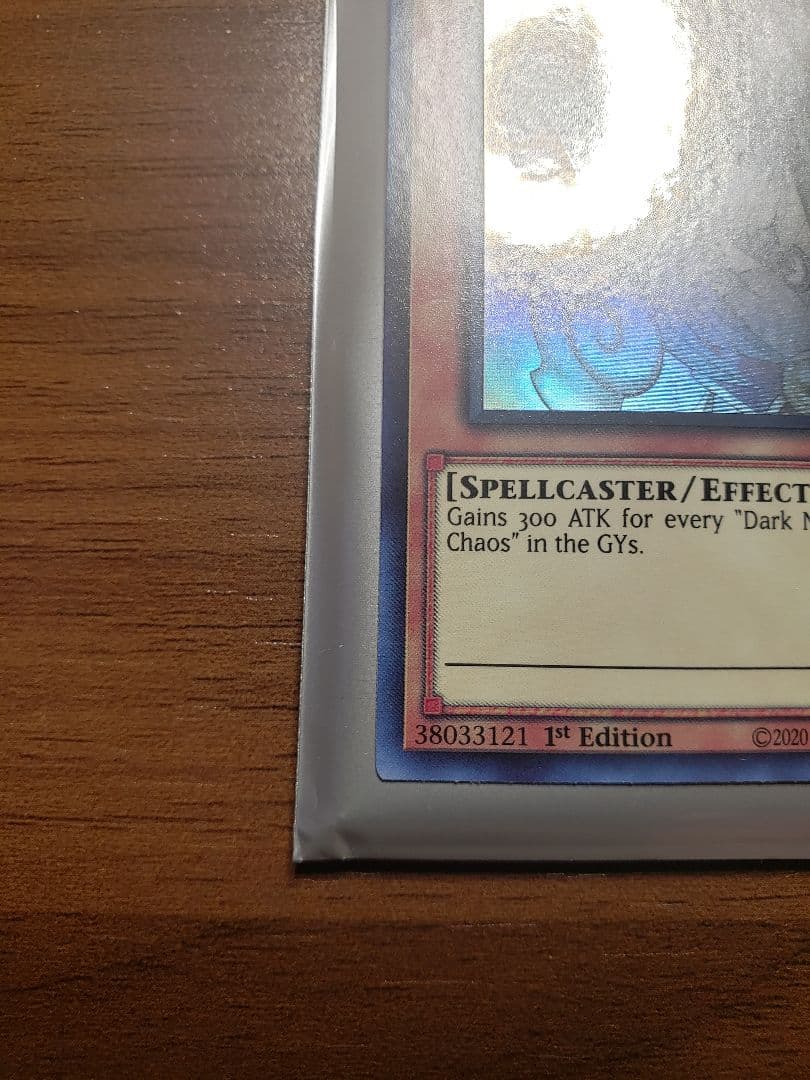 [SPELLCASTER/EFFECT
Gains 300 ATK for every "Dark
Chaos" in the GYs.
38033121 1st Edition ©2020